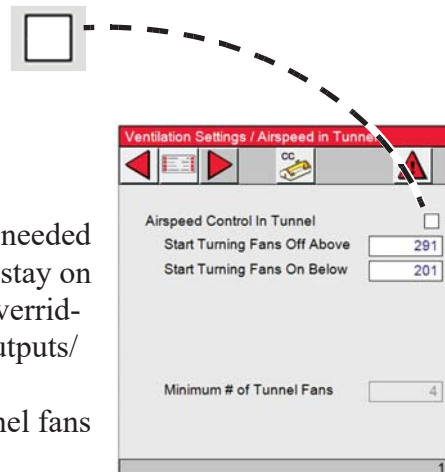 Ventilation Settings / Airspeed in Tunnel
CC
Airspeed Control In Tunnel
Start Turning Fans Off Above 291
Start Turning Fans On Below 201
Minimum # of Tunnel Fans 4
1
needed
stay on
verrid-
utputs/
nel fans